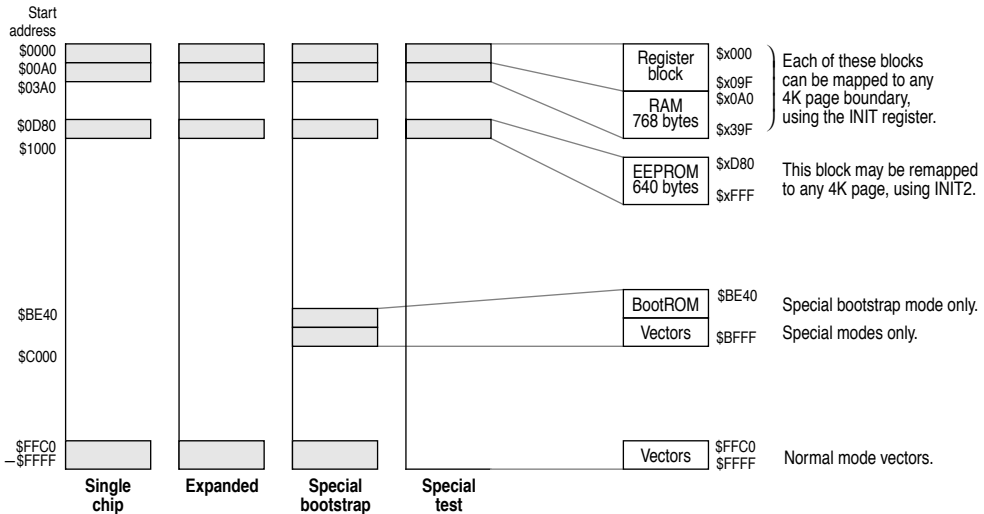 Start
address
$0000
$00A0
$03A0
$0D80
$1000
$BE40
$C000
$FFC0
–$FFFF
Single
chip
Expanded
Special
bootstrap
Special
test
Register
block
RAM
768 bytes
$x000
$x09F
$x0A0
$x39F
Each of these blocks
can be mapped to any
4K page boundary,
using the INIT register.
EEPROM
640 bytes
$xD80
$xFFF
This block may be remapped
to any 4K page, using INIT2.
BootROM
$BE40
Special bootstrap mode only.
Vectors
$BFFF
Special modes only.
Vectors
$FFC0
$FFFF
Normal mode vectors.